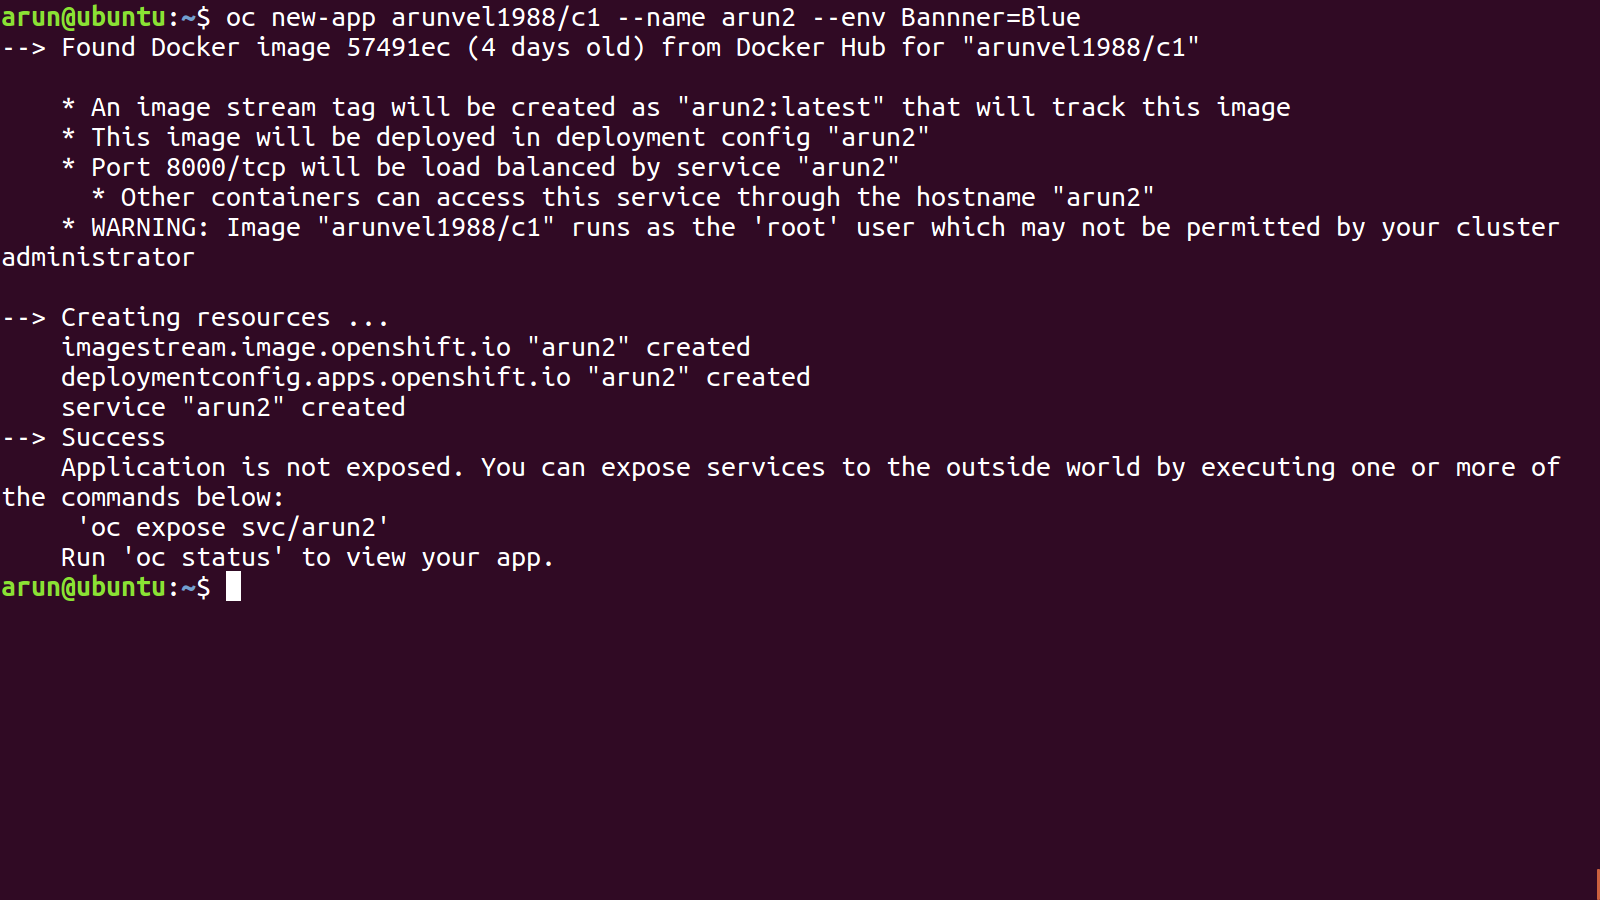 arun@ubuntu:~$ oc new-app arunvel1988/c1 --name arun2 --env Bannner=Blue
--> Found Docker image 57491ec (4 days old) from Docker Hub for "arunvel1988/c1"
* An image stream tag will be created as "arun2:latest" that will track this image
* This image will be deployed in deployment config "arun2"
* Port 8000/tcp will be load balanced by service "arun2"
* Other containers can access this service through the hostname "arun2"
* WARNING: Image "arunvel1988/c1" runs as the 'root' user which may not be permitted by your cluster
administrator
--> Creating resources ...
imagestream.image.openshift.io "arun2" created
deploymentconfig.apps.openshift.io "arun2" created
service "arun2" created
--> Success
Application is not exposed. You can expose services to the outside world by executing one or more of
the commands below:
'oc expose svc/arun2'
Run 'oc status' to view your app.
arun@ubuntu:~$